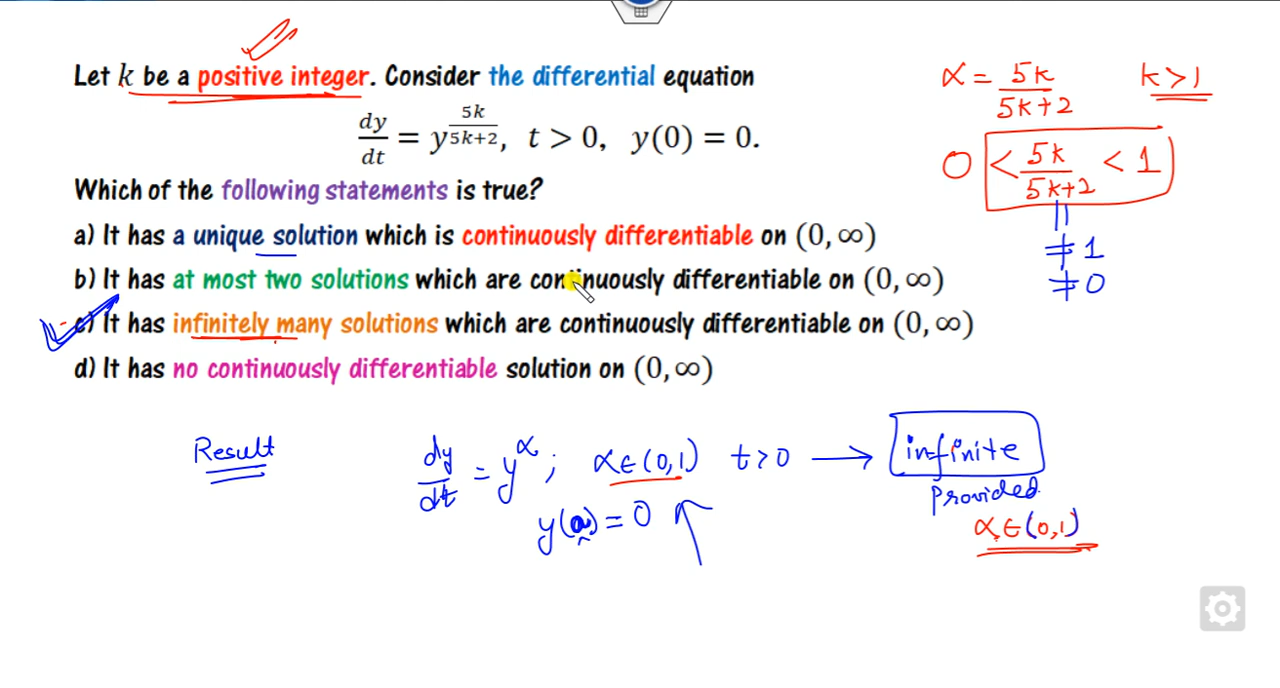 Let k be a positive integer. Consider the differential equation
dy/dt = y^(5k/(5k+2)), t > 0, y(0) = 0.
Which of the following statements is true?
a) It has a unique solution which is continuously differentiable on (0, ∞)
b) It has at most two solutions which are continuously differentiable on (0, ∞)
c) It has infinitely many solutions which are continuously differentiable on (0, ∞)
d) It has no continuously differentiable solution on (0, ∞)
α = 5k/(5k+2) k > 1
0 < 5k/(5k+2) < 1
||
≠ 1
≠ 0
Result dy/dt = y^α ; α ∈ (0,1) t > 0 → infinite
y(a) = 0 provided
α ∈ (0,1)